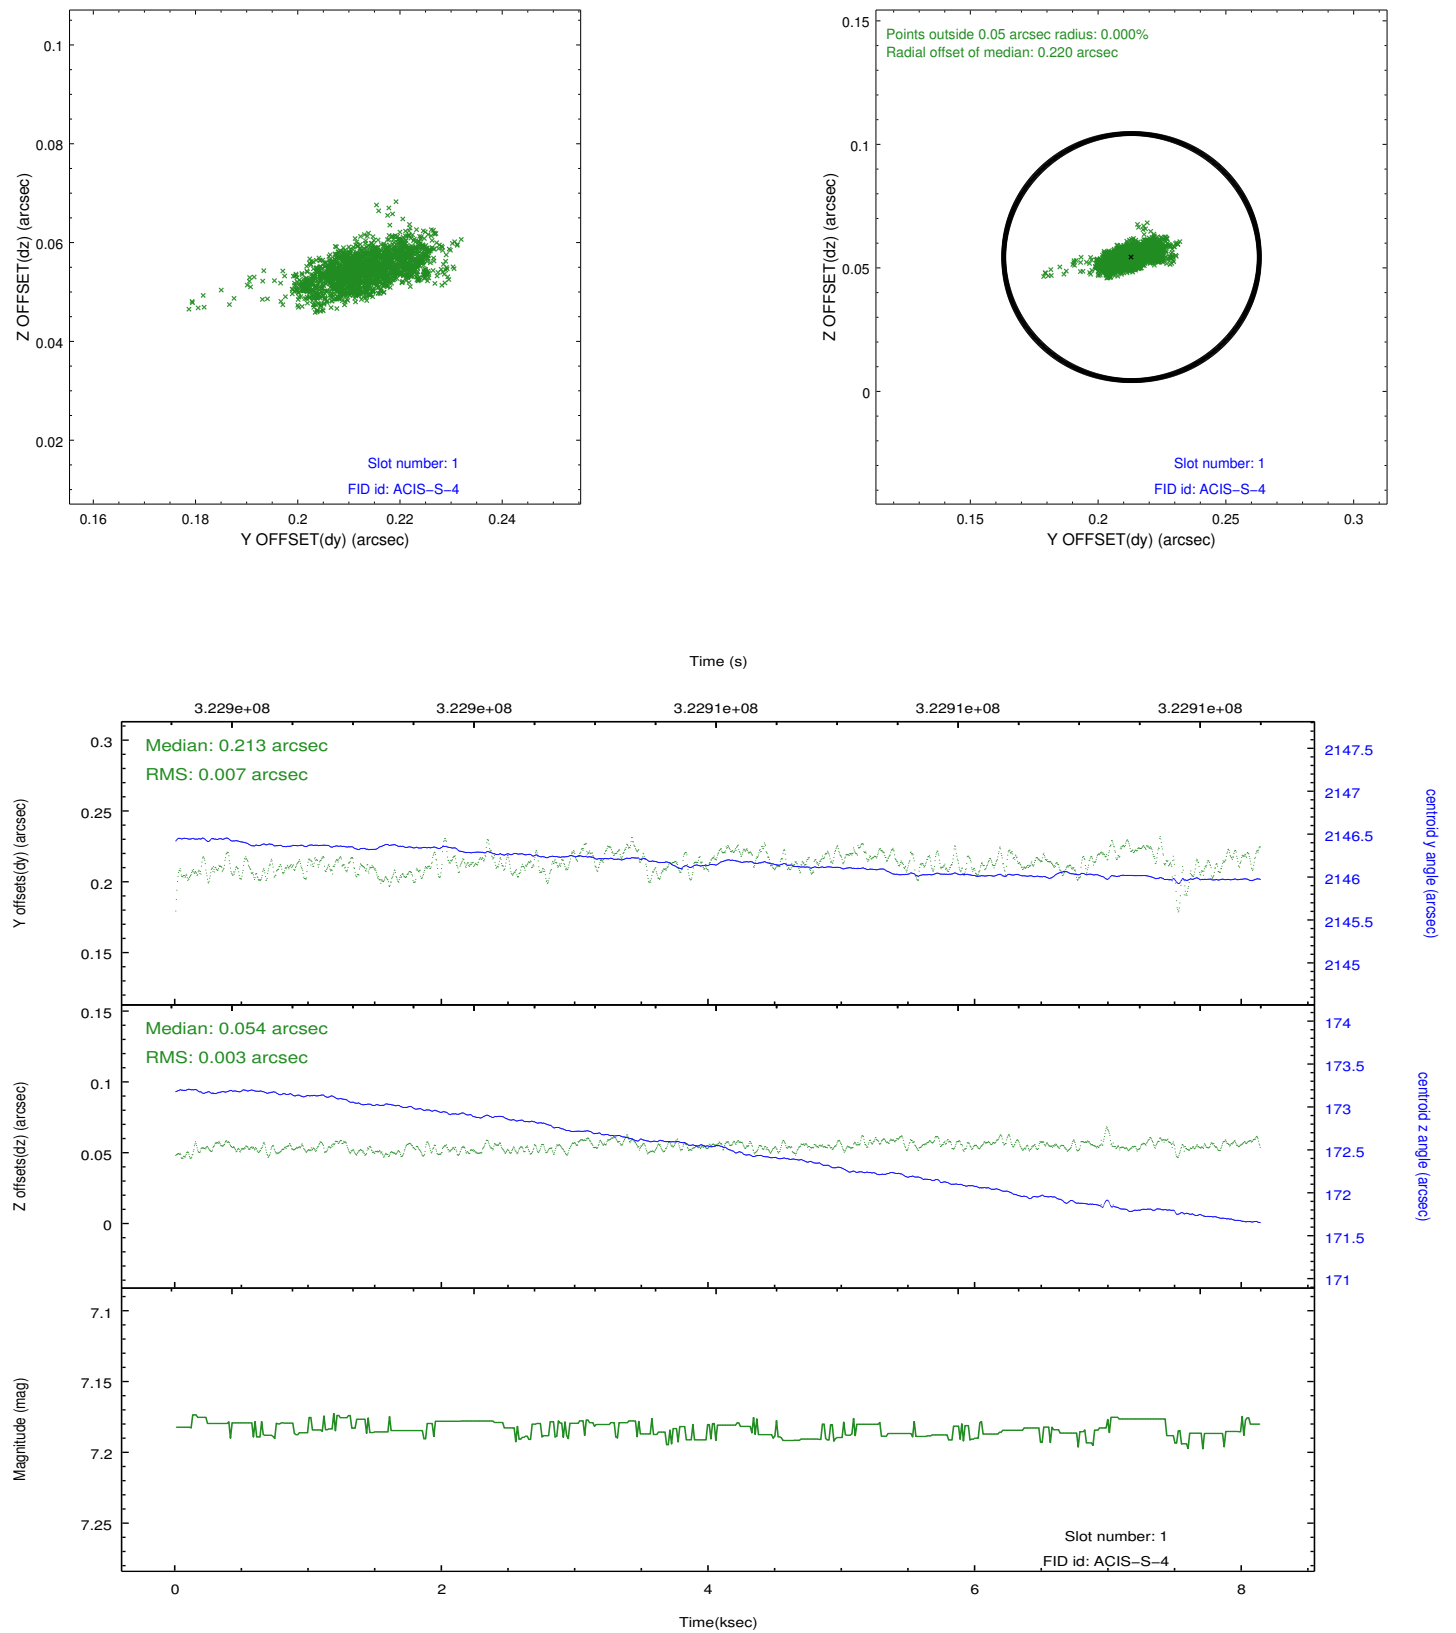 0.1
0.08
0.06
0.04
0.02
Z OFFSET(dz) (arcsec)
Slot number: 1
FID id: ACIS−S−4
0.16 0.18 0.2 0.22 0.24
Y OFFSET(dy) (arcsec)
Points outside 0.05 arcsec radius: 0.000%
Radial offset of median: 0.220 arcsec
0.15
0.1
0.05
0
Z OFFSET(dz) (arcsec)
Slot number: 1
FID id: ACIS−S−4
0.15 0.2 0.25 0.3
Y OFFSET(dy) (arcsec)
Time (s)
3.229e+08 3.229e+08 3.2291e+08 3.2291e+08 3.2291e+08
Median: 0.213 arcsec
RMS: 0.007 arcsec
0.3
0.25
0.2
0.15
Y offsets(dy) (arcsec)
2147.5
2147
2146.5
2146
2145.5
2145
centroid y angle (arcsec)
Median: 0.054 arcsec
RMS: 0.003 arcsec
0.15
0.1
0.05
0
Z offsets(dz) (arcsec)
174
173.5
173
172.5
172
171.5
171
centroid z angle (arcsec)
7.1
7.15
7.2
7.25
Magnitude (mag)
Slot number: 1
FID id: ACIS−S−4
0 2 4 6 8
Time(ksec)